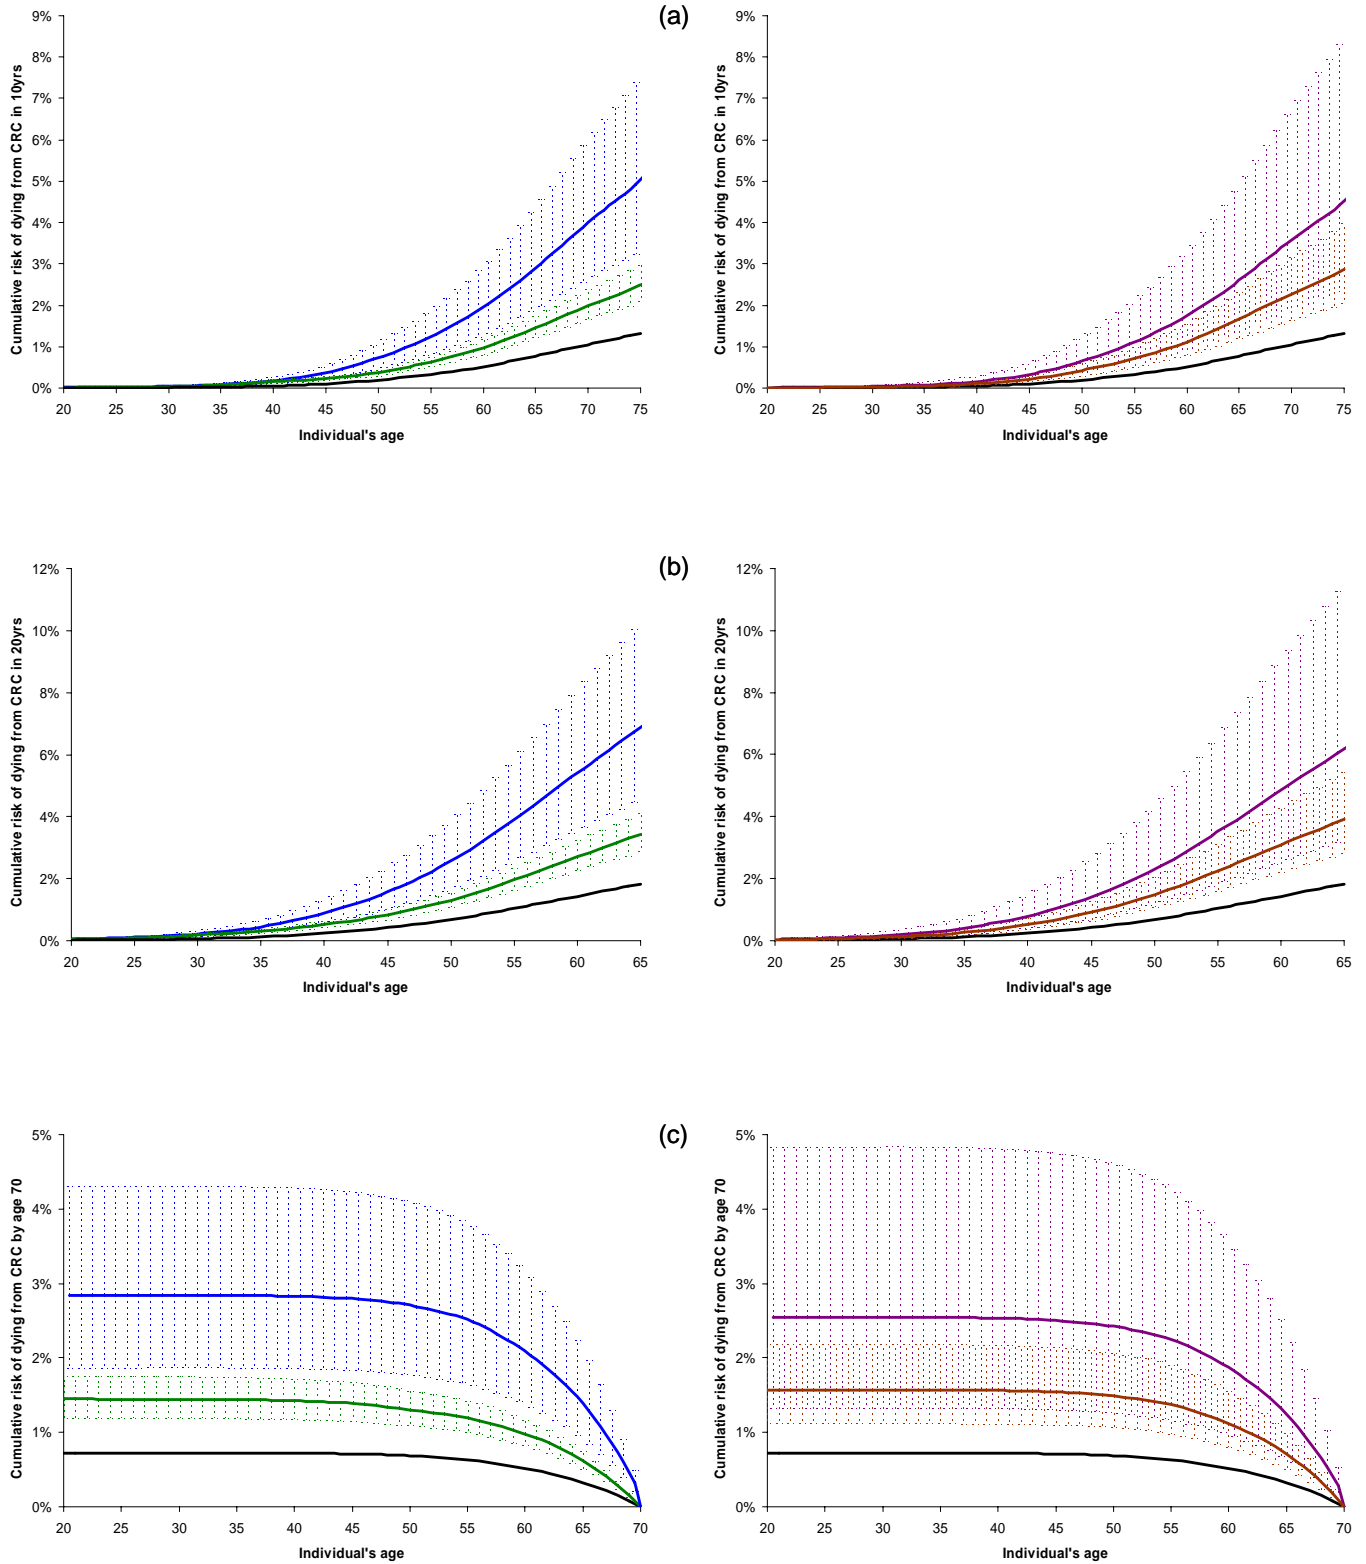 (a)
Cumulative risk of dying from CRC in 10yrs
9%
8%
7%
6%
5%
4%
3%
2%
1%
0%
20 25 30 35 40 45 50 55 60 65 70 75
Individual's age
Cumulative risk of dying from CRC in 10yrs
9%
8%
7%
6%
5%
4%
3%
2%
1%
0%
20 25 30 35 40 45 50 55 60 65 70 75
Individual's age
(b)
Cumulative risk of dying from CRC in 20yrs
12%
10%
8%
6%
4%
2%
0%
20 25 30 35 40 45 50 55 60 65
Individual's age
Cumulative risk of dying from CRC in 20yrs
12%
10%
8%
6%
4%
2%
0%
20 25 30 35 40 45 50 55 60 65
Individual's age
(c)
Cumulative risk of dying from CRC by age 70
5%
4%
3%
2%
1%
0%
20 25 30 35 40 45 50 55 60 65 70
Individual's age
Cumulative risk of dying from CRC by age 70
5%
4%
3%
2%
1%
0%
20 25 30 35 40 45 50 55 60 65 70
Individual's age